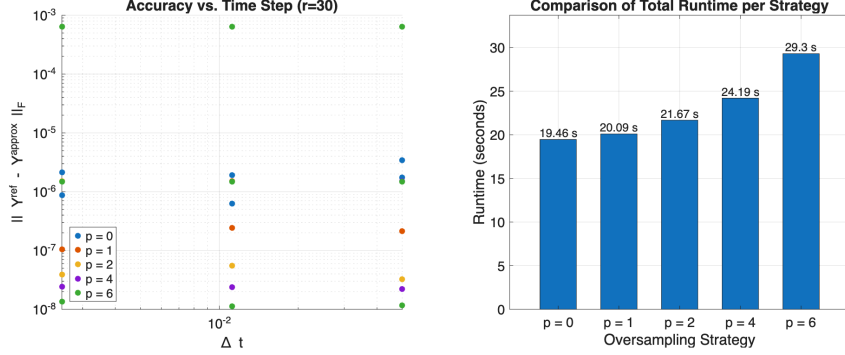 Accuracy vs. Time Step (r=30)
|| Y^ref - Y^approx ||_F
10^-3
10^-4
10^-5
10^-6
10^-7
10^-8
p = 0
p = 1
p = 2
p = 4
p = 6
10^-2
Δ t
Comparison of Total Runtime per Strategy
Runtime (seconds)
30
25
20
15
10
5
0
19.46 s
20.09 s
21.67 s
24.19 s
29.3 s
p = 0
p = 1
p = 2
p = 4
p = 6
Oversampling Strategy